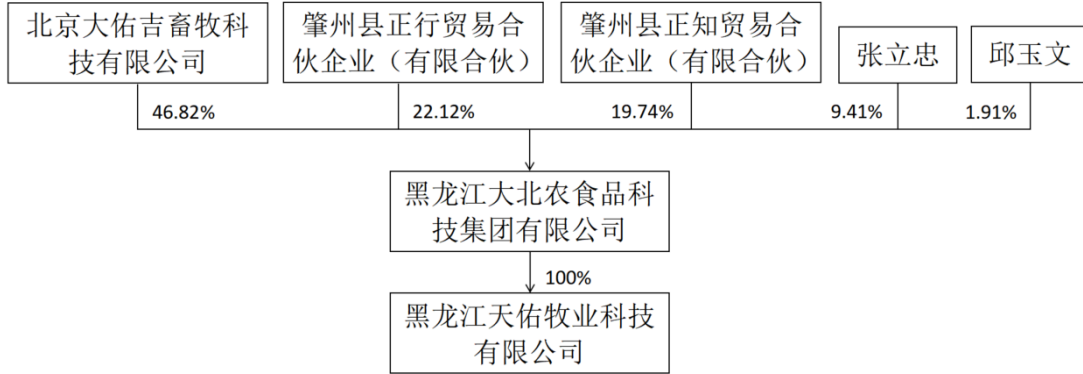 北京大佑吉畜牧科
技有限公司
肇州县正行贸易合
伙企业（有限合伙）
肇州县正知贸易合
伙企业（有限合伙）
张立忠
邱玉文
46.82%
22.12%
19.74%
9.41%
1.91%
黑龙江大北农食品科
技集团有限公司
100%
黑龙江天佑牧业科技
有限公司